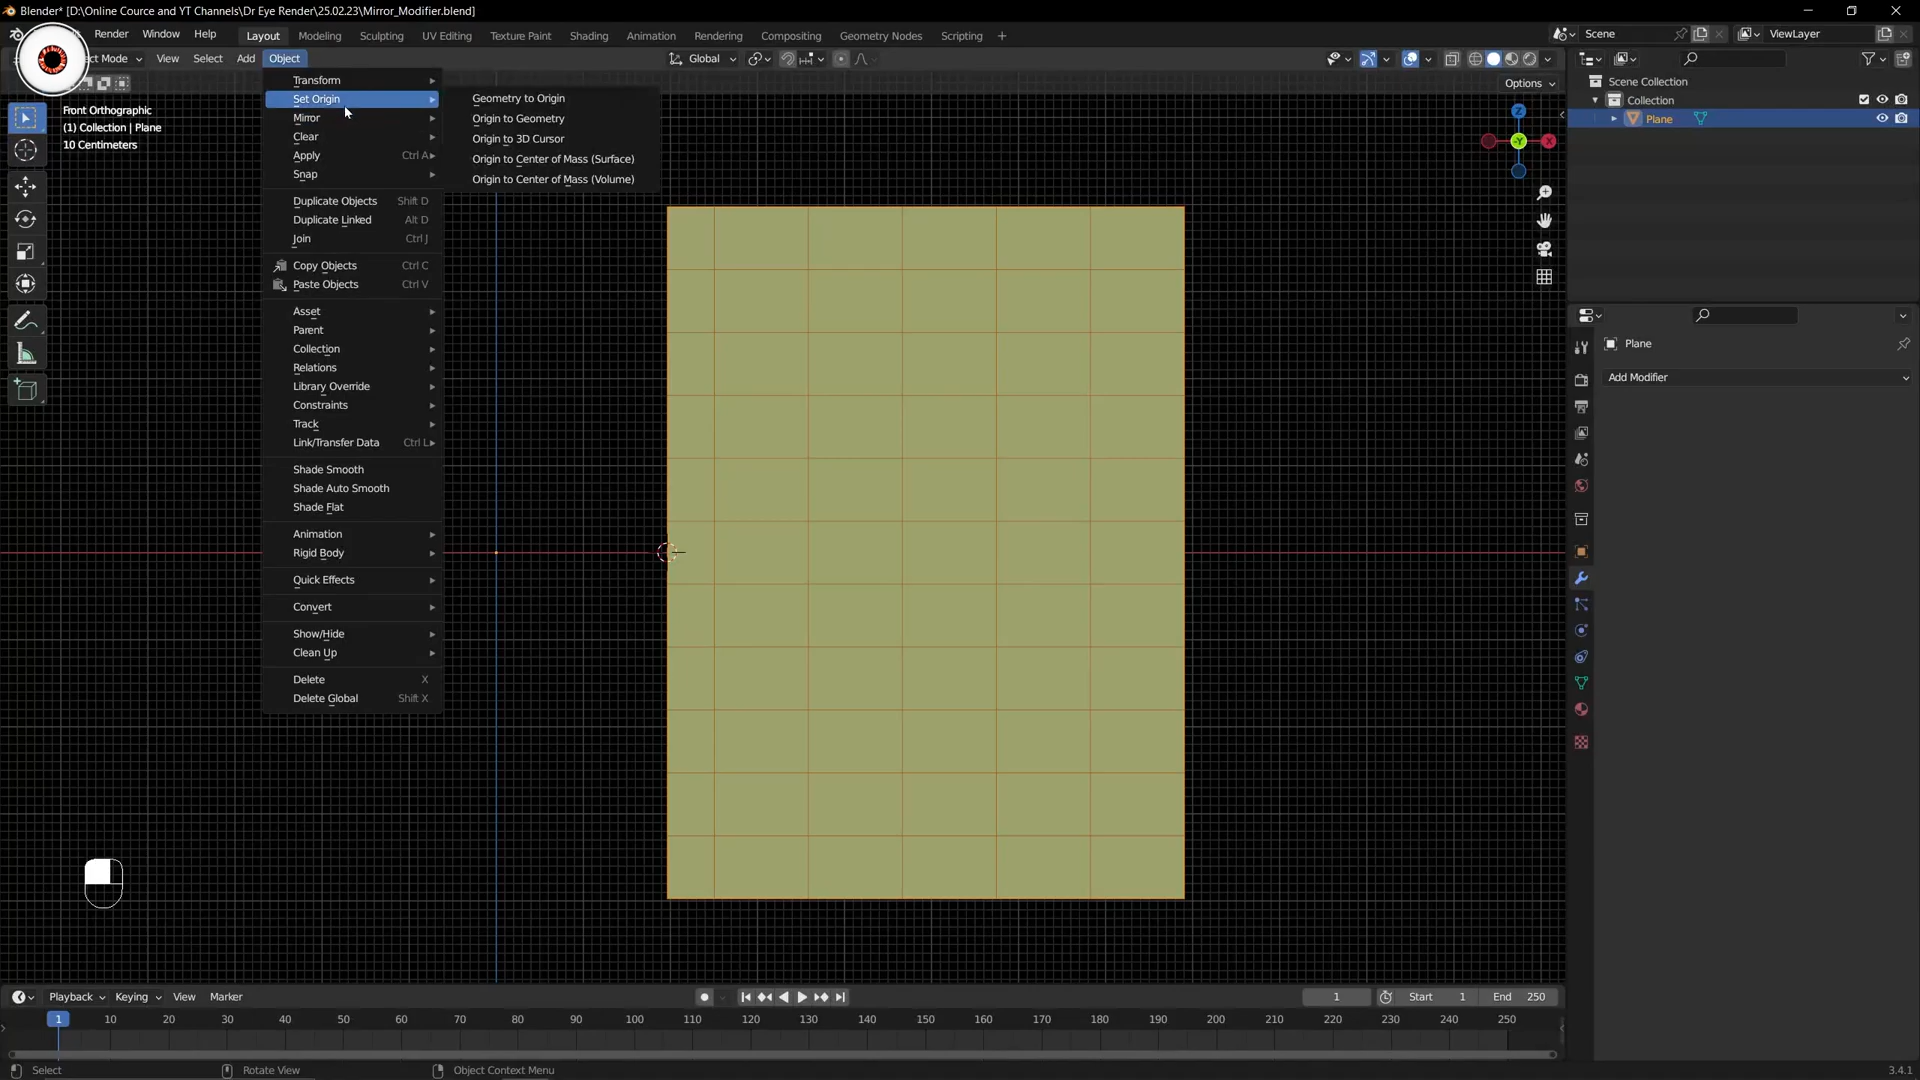 Blender* [D:\Online Cource and YT Channels\Dr Eye Render\25.02.23\Mirror_Modifier.blend]
Render Window Help Layout Modeling Sculpting UV Editing Texture Paint Shading Animation Rendering Compositing Geometry Nodes Scripting + Scene ViewLayer
ct Mode View Select Add Object Global
Options
Front Orthographic
(1) Collection | Plane
10 Centimeters
Transform
Set Origin
Mirror
Clear
Apply Ctrl A
Snap
Duplicate Objects Shift D
Duplicate Linked Alt D
Join Ctrl J
Copy Objects Ctrl C
Paste Objects Ctrl V
Asset
Parent
Collection
Relations
Library Override
Constraints
Track
Link/Transfer Data Ctrl L
Shade Smooth
Shade Auto Smooth
Shade Flat
Animation
Rigid Body
Quick Effects
Convert
Show/Hide
Clean Up
Delete X
Delete Global Shift X
Geometry to Origin
Origin to Geometry
Origin to 3D Cursor
Origin to Center of Mass (Surface)
Origin to Center of Mass (Volume)
Z
-Y
X
Scene Collection
Collection
Plane
Plane
Add Modifier
Playback Keying View Marker 1 Start 1 End 250
1 10 20 30 40 50 60 70 80 90 100 110 120 130 140 150 160 170 180 190 200 210 220 230 240 250
Select Rotate View Object Context Menu 3.4.1